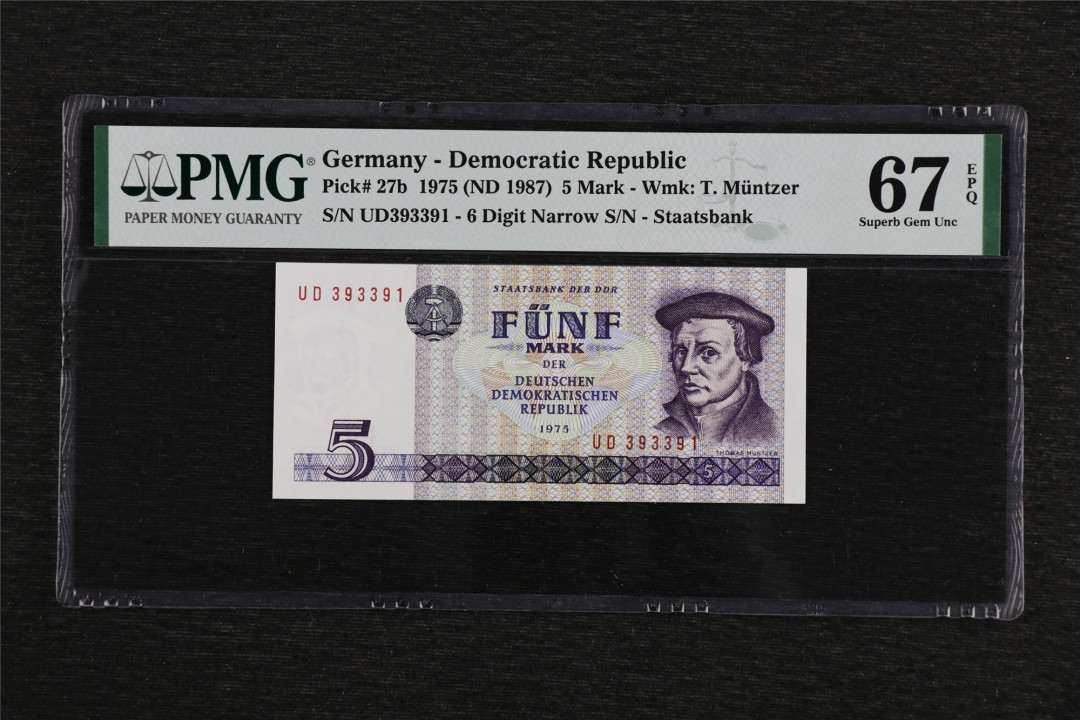 PMG®
PAPER MONEY GUARANTY
Germany - Democratic Republic
Pick# 27b 1975 (ND 1987) 5 Mark - Wmk: T. Müntzer
S/N UD393391 - 6 Digit Narrow S/N - Staatsbank
67
EPQ
Superb Gem Unc
UD 393391
STAATSBANK DER DDR
FÜNF
MARK
DER
DEUTSCHEN
DEMOKRATISCHEN
REPUBLIK
1975
UD 393391
THOMAS MÜNTZER
5
5